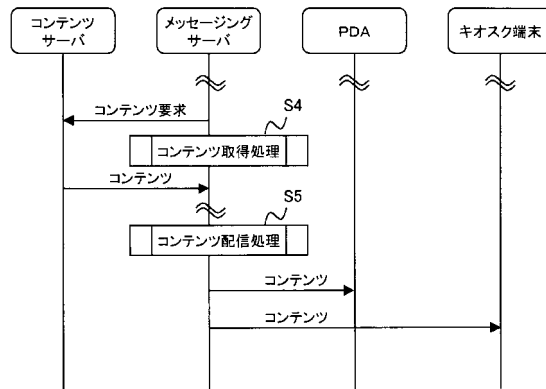 コンテンツ
サーバ
メッセージング
サーバ
PDA
キオスク端末
コンテンツ要求
S4
コンテンツ取得処理
コンテンツ
S5
コンテンツ配信処理
コンテンツ
コンテンツ